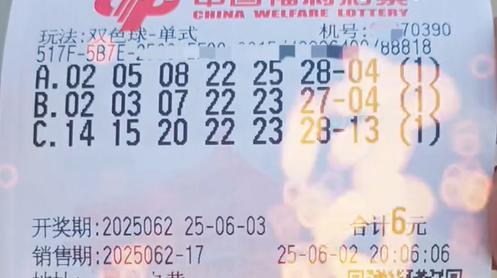 中国福利彩票
CHINA WELFARE LOTTERY
玩法:双色球-单式 机号: 70390
517F-5B7E- /88818
A.02 05 08 22 25 28-04 (1)
B.02 03 07 22 23 27-04 (1)
C.14 15 20 22 23 28-13 (1)
开奖期:2025062 25-06-03 合计6元
销售期:2025062-17 25-06-02 20:06:06